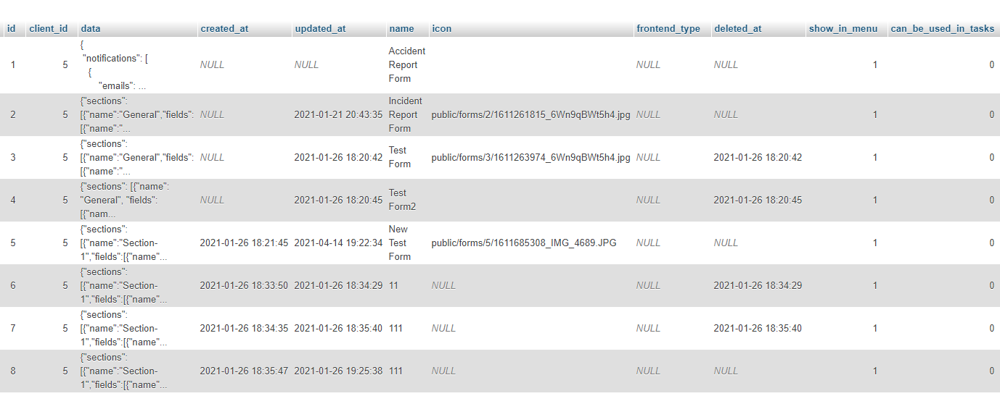 id client_id data created_at updated_at name icon frontend_type deleted_at show_in_menu can_be_used_in_tasks
1 5 { NULL NULL Accident NULL NULL 1 0
"notifications": [ Report
{ Form
"emails": ...
2 5 {"sections": NULL 2021-01-21 20:43:35 Incident public/forms/2/1611261815_6Wn9qBWt5h4.jpg NULL NULL 1 0
[{"name":"General","fields": Report
[{"name":"... Form
3 5 {"sections": NULL 2021-01-26 18:20:42 Test public/forms/3/1611263974_6Wn9qBWt5h4.jpg NULL 2021-01-26 18:20:42 1 0
[{"name":"General","fields": Form
[{"name":"...
4 5 {"sections": [{"name": NULL 2021-01-26 18:20:45 Test NULL 2021-01-26 18:20:45 1 0
"General", "fields": Form2
[{"nam...
5 5 {"sections": 2021-01-26 18:21:45 2021-04-14 19:22:34 New public/forms/5/1611685308_IMG_4689.JPG NULL NULL 1 0
[{"name":"Section- Test
1","fields":[{"name"... Form
6 5 {"sections": 2021-01-26 18:33:50 2021-01-26 18:34:29 11 NULL NULL 2021-01-26 18:34:29 1 0
[{"name":"Section-
1","fields":[{"name"...
7 5 {"sections": 2021-01-26 18:34:35 2021-01-26 18:35:40 111 NULL NULL 2021-01-26 18:35:40 1 0
[{"name":"Section-
1","fields":[{"name"...
8 5 {"sections": 2021-01-26 18:35:47 2021-01-26 19:25:38 111 NULL NULL NULL 1 0
[{"name":"Section-
1","fields":[{"name"...